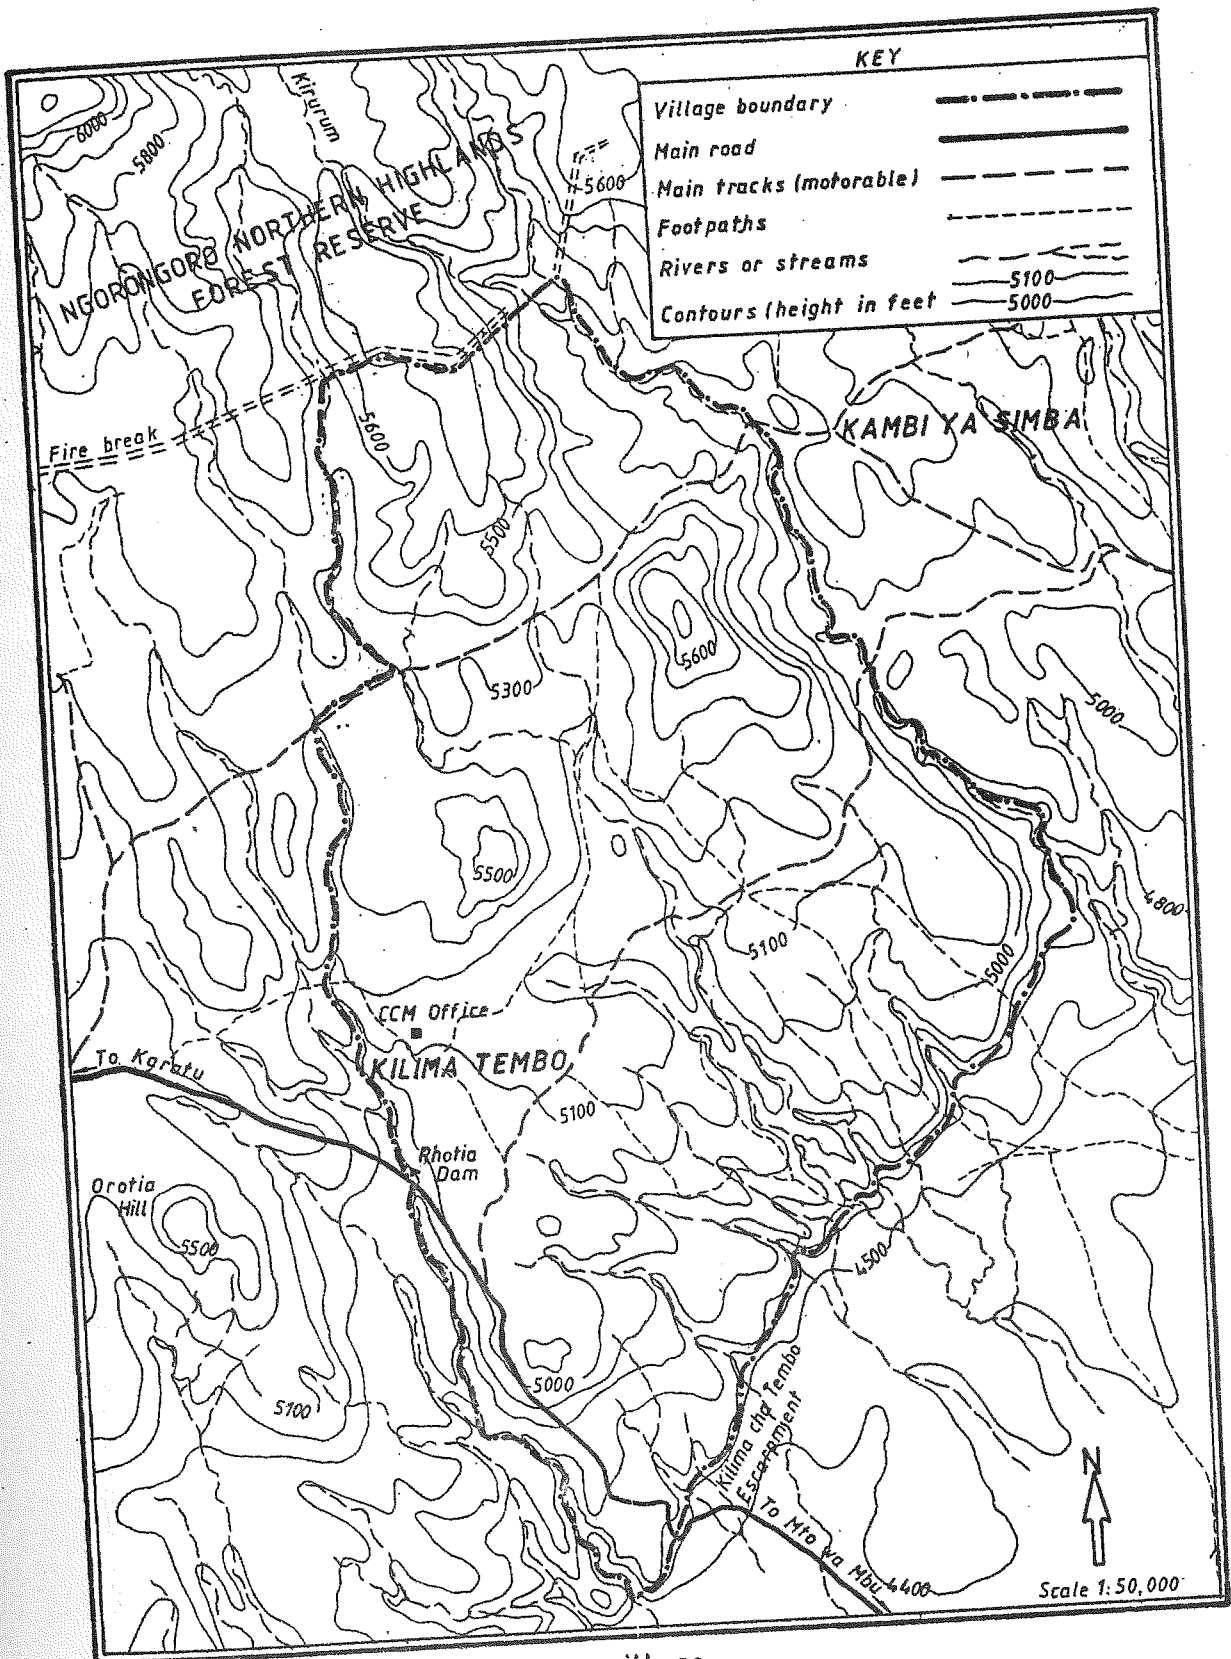 KEY
Village boundary
Main road
Main tracks (motorable)
Footpaths
Rivers or streams
5100
Contours (height in feet
5000
6000
5800
Kirurum
5600
NGORONGORO NORTHERN HIGHLANDS
FOREST RESERVE
Fire break
5600
KAMBI YA SIMBA
5500
5600
5300
5000
5500
4800
5100
5000
CCM Office
KILIMA TEMBO
To Karatu
5100
Rhotia
Dam
Orotia
Hill
5500
4500
5000
5100
Kilima cha Tembo
Escarpment
N
To Mto wa Mbu
4400
Scale 1:50,000